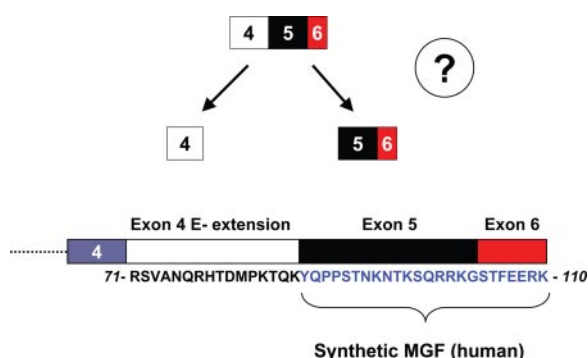 4 5 6
?
4 5 6
Exon 4 E- extension Exon 5 Exon 6
4
71- RSVANQRHTDMPKTQKYQPPSTNKNTKSQRRKGSTFEERK - 110
Synthetic MGF (human)